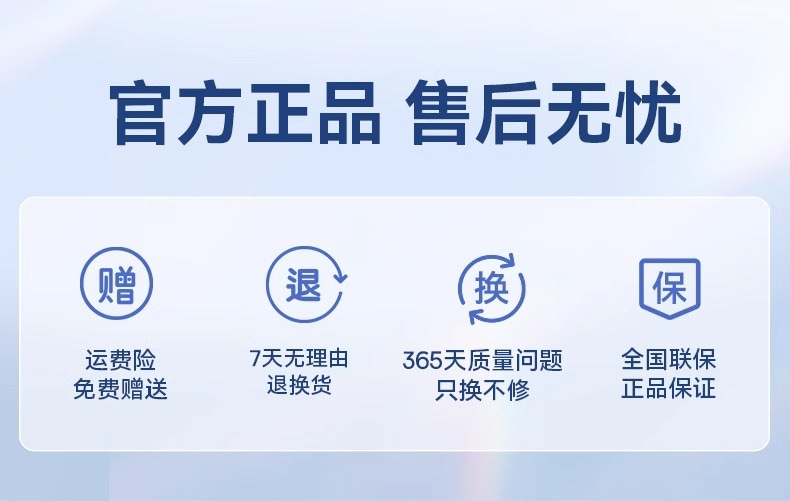 官方正品 售后无忧
赠
退
换
保
运费险
免费赠送
7天无理由
退换货
365天质量问题
只换不修
全国联保
正品保证